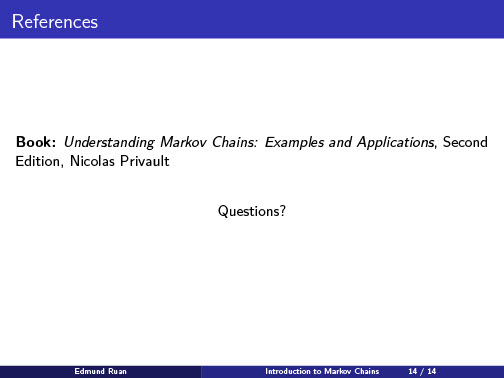 References
Book: Understanding Markov Chains: Examples and Applications, Second
Edition, Nicolas Privault
Questions?
Edmund Ruan
Introduction to Markov Chains
14 / 14